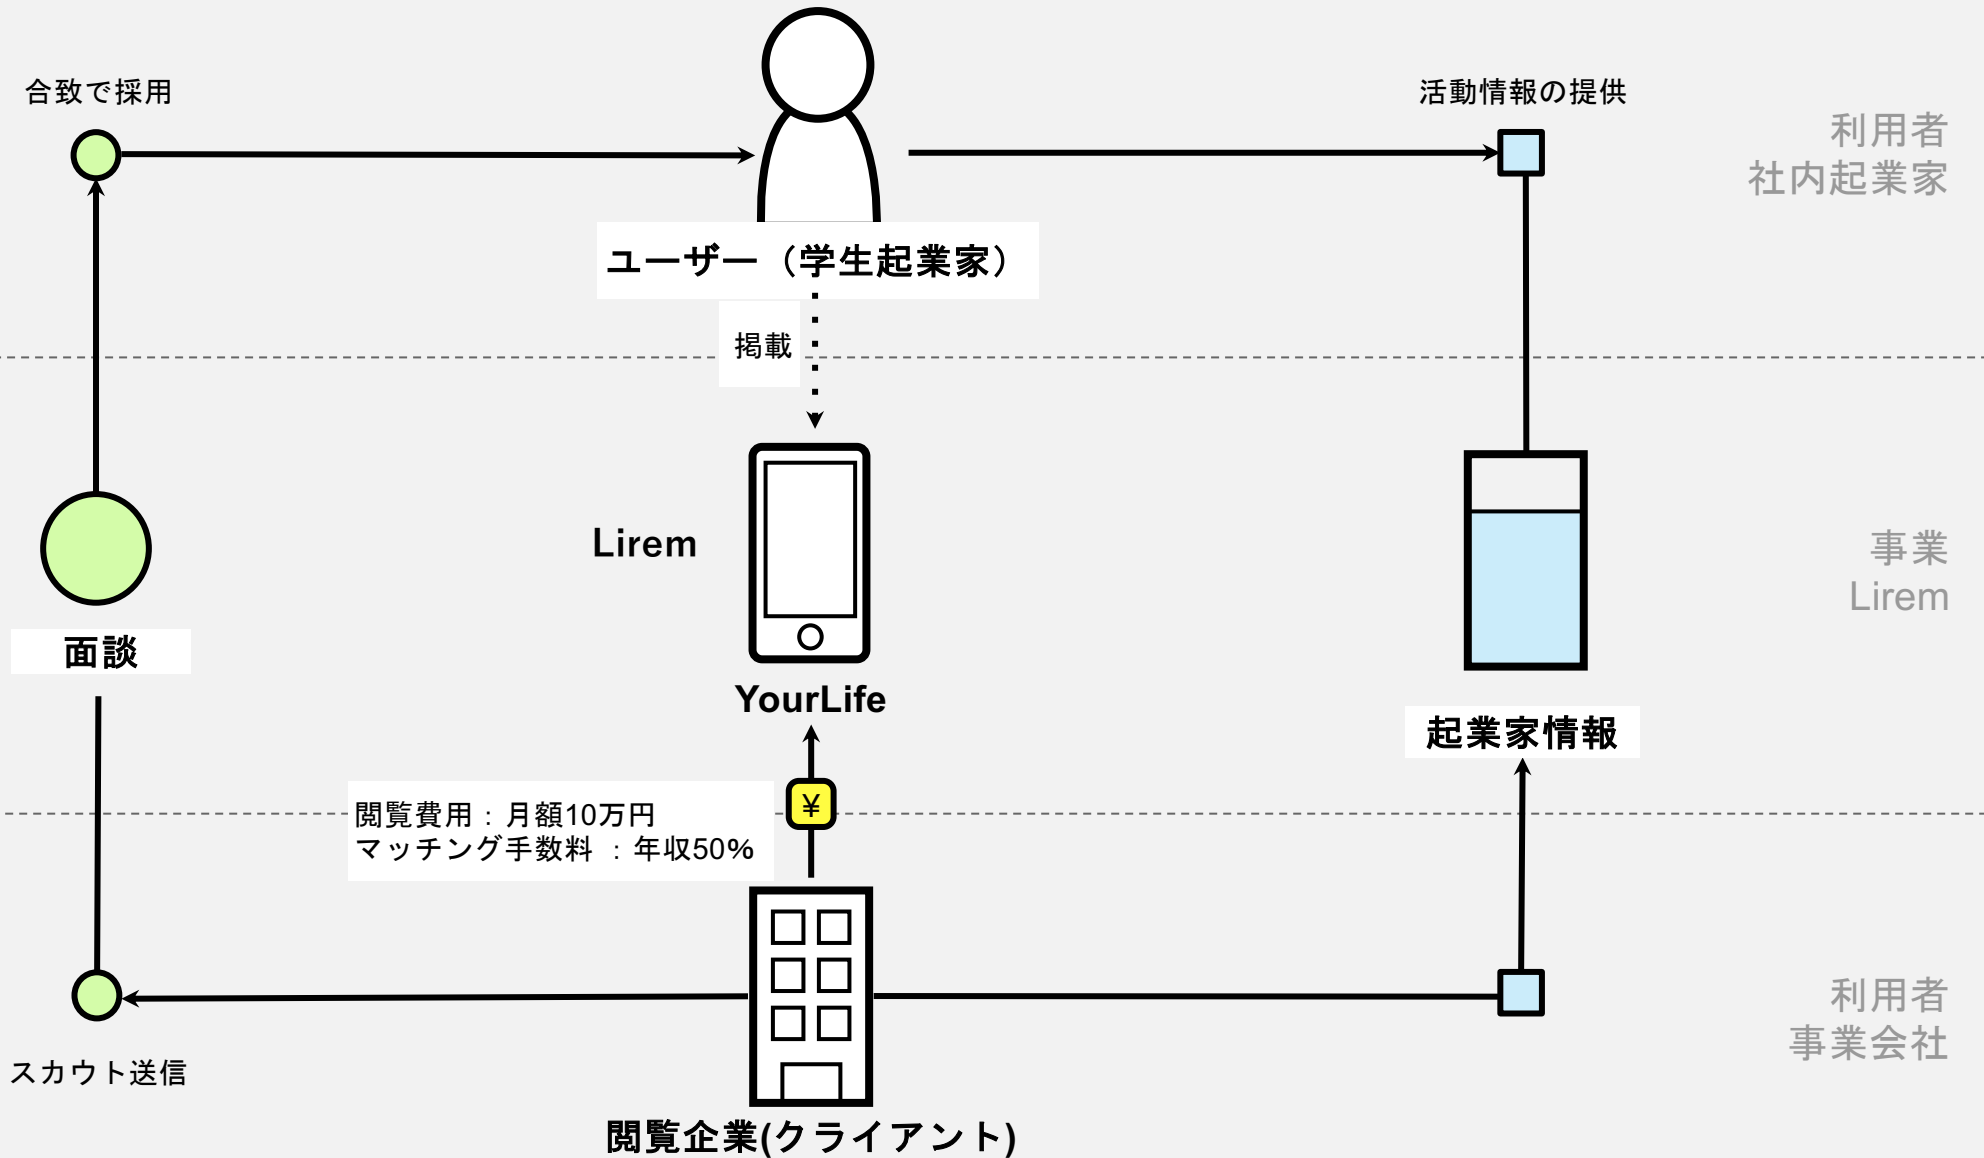 合致で採用
活動情報の提供
利用者
社内起業家
ユーザー（学生起業家）
掲載
Lirem
事業
Lirem
面談
YourLife
起業家情報
閲覧費用：月額10万円
マッチング手数料 ：年収50%
¥
利用者
事業会社
スカウト送信
閲覧企業(クライアント)